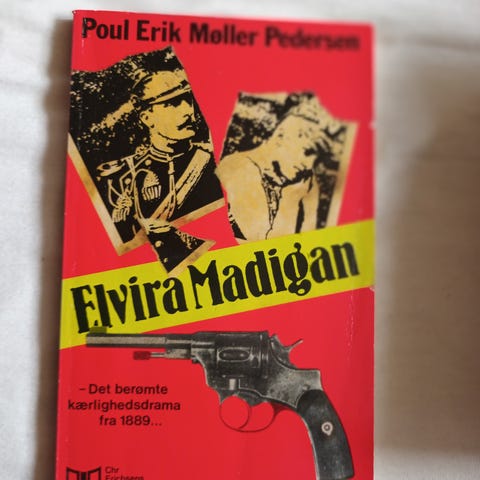 Poul Erik Møller Pedersen
Elvira Madigan
– Det berømte
kærlighedsdrama
fra 1889...
Chr
Erichsens